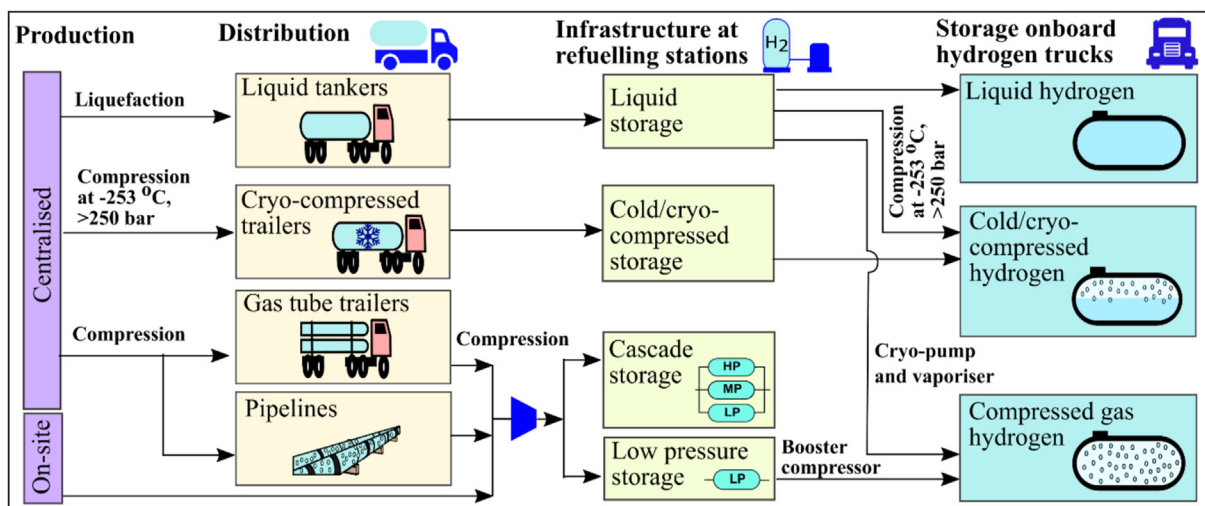 Production
Distribution
Infrastructure at
refuelling stations
H2
Storage onboard
hydrogen trucks
Centralised
On-site
Liquefaction
Compression
at -253 °C,
>250 bar
Compression
Liquid tankers
Cryo-compressed
trailers
Gas tube trailers
Pipelines
Compression
Liquid
storage
Cold/cryo-
compressed
storage
Cascade
storage
HP
MP
LP
Low pressure
storage
LP
Compression
at -253 °C,
>250 bar
Cryo-pump
and vaporiser
Booster
compressor
Liquid hydrogen
Cold/cryo-
compressed
hydrogen
Compressed gas
hydrogen